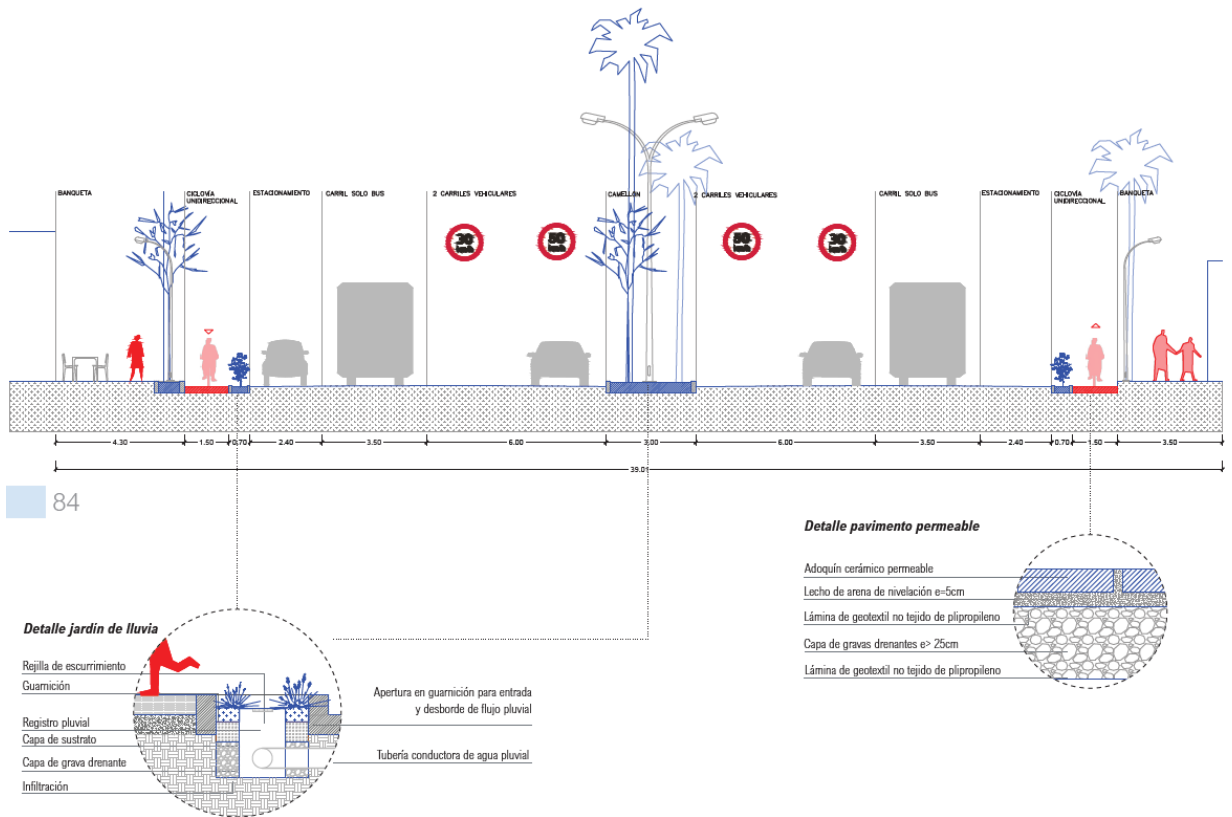 BANQUETA
CICLOVÍA
UNIDIRECCIONAL
ESTACIONAMIENTO
CARRIL SOLO BUS
2 CARRILES VEHICULARES
CAMELLON
2 CARRILES VEHICULARES
CARRIL SOLO BUS
ESTACIONAMIENTO
CICLOVÍA
UNIDIRECCIONAL
BANQUETA
30
50
50
30
4.30
1.50
0.70
2.40
3.50
6.00
3.00
6.00
3.50
2.40
0.70
1.50
3.50
39.01
84
Detalle jardín de lluvia
Rejilla de escurrimiento
Guarnición
Registro pluvial
Capa de sustrato
Capa de grava drenante
Infiltración
Apertura en guarnición para entrada
y desborde de flujo pluvial
Tubería conductora de agua pluvial
Detalle pavimento permeable
Adoquín cerámico permeable
Lecho de arena de nivelación e=5cm
Lámina de geotextil no tejido de plipropileno
Capa de gravas drenantes e> 25cm
Lámina de geotextil no tejido de plipropileno